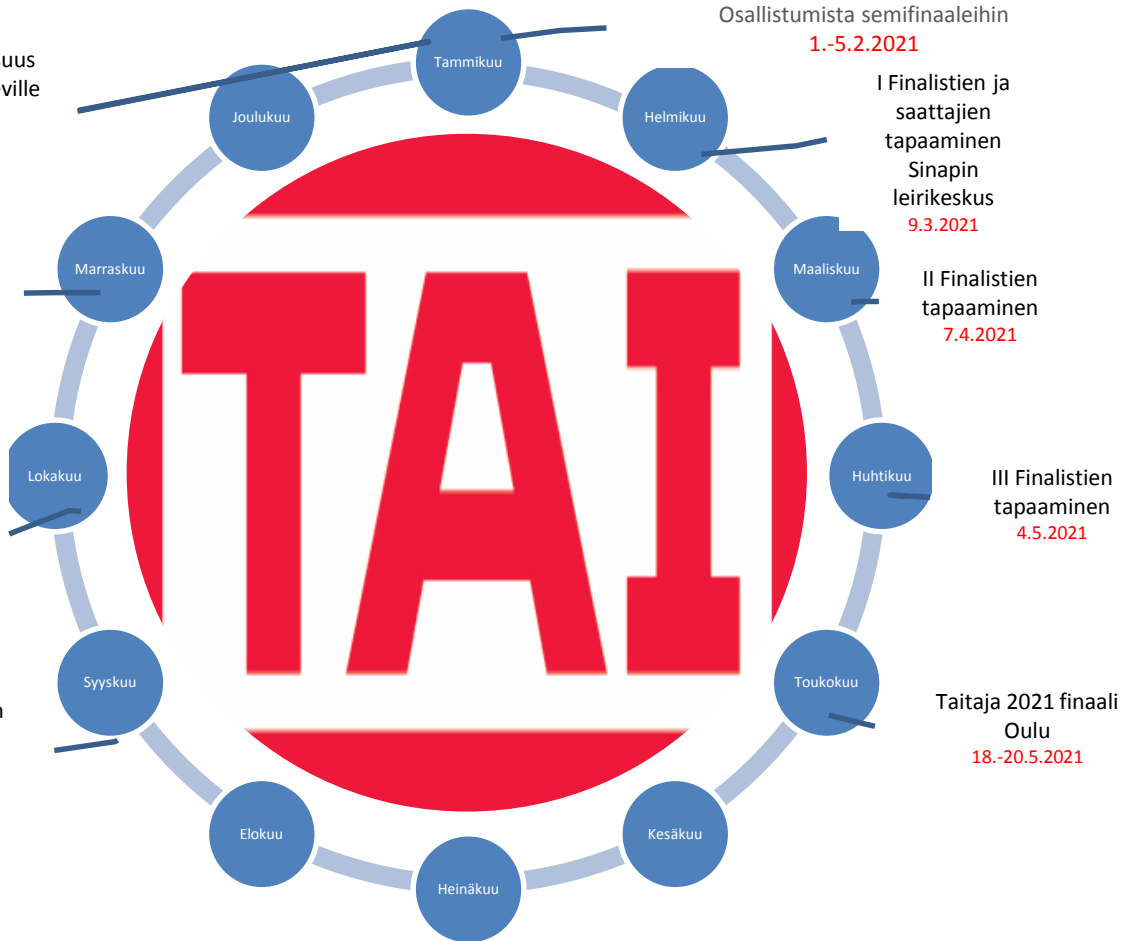 Osallistumista semifinaaleihin
1.-5.2.2021
suus
ville
Tammikuu
Joulukuu
Helmikuu
I Finalistien ja
saattajien
tapaaminen
Sinapin
leirikeskus
9.3.2021
Marraskuu
Maaliskuu
II Finalistien
tapaaminen
7.4.2021
TAI
Lokakuu
Huhtikuu
III Finalistien
tapaaminen
4.5.2021
Syyskuu
Toukokuu
n
Taitaja 2021 finaali
Oulu
18.-20.5.2021
Elokuu
Kesäkuu
Heinäkuu